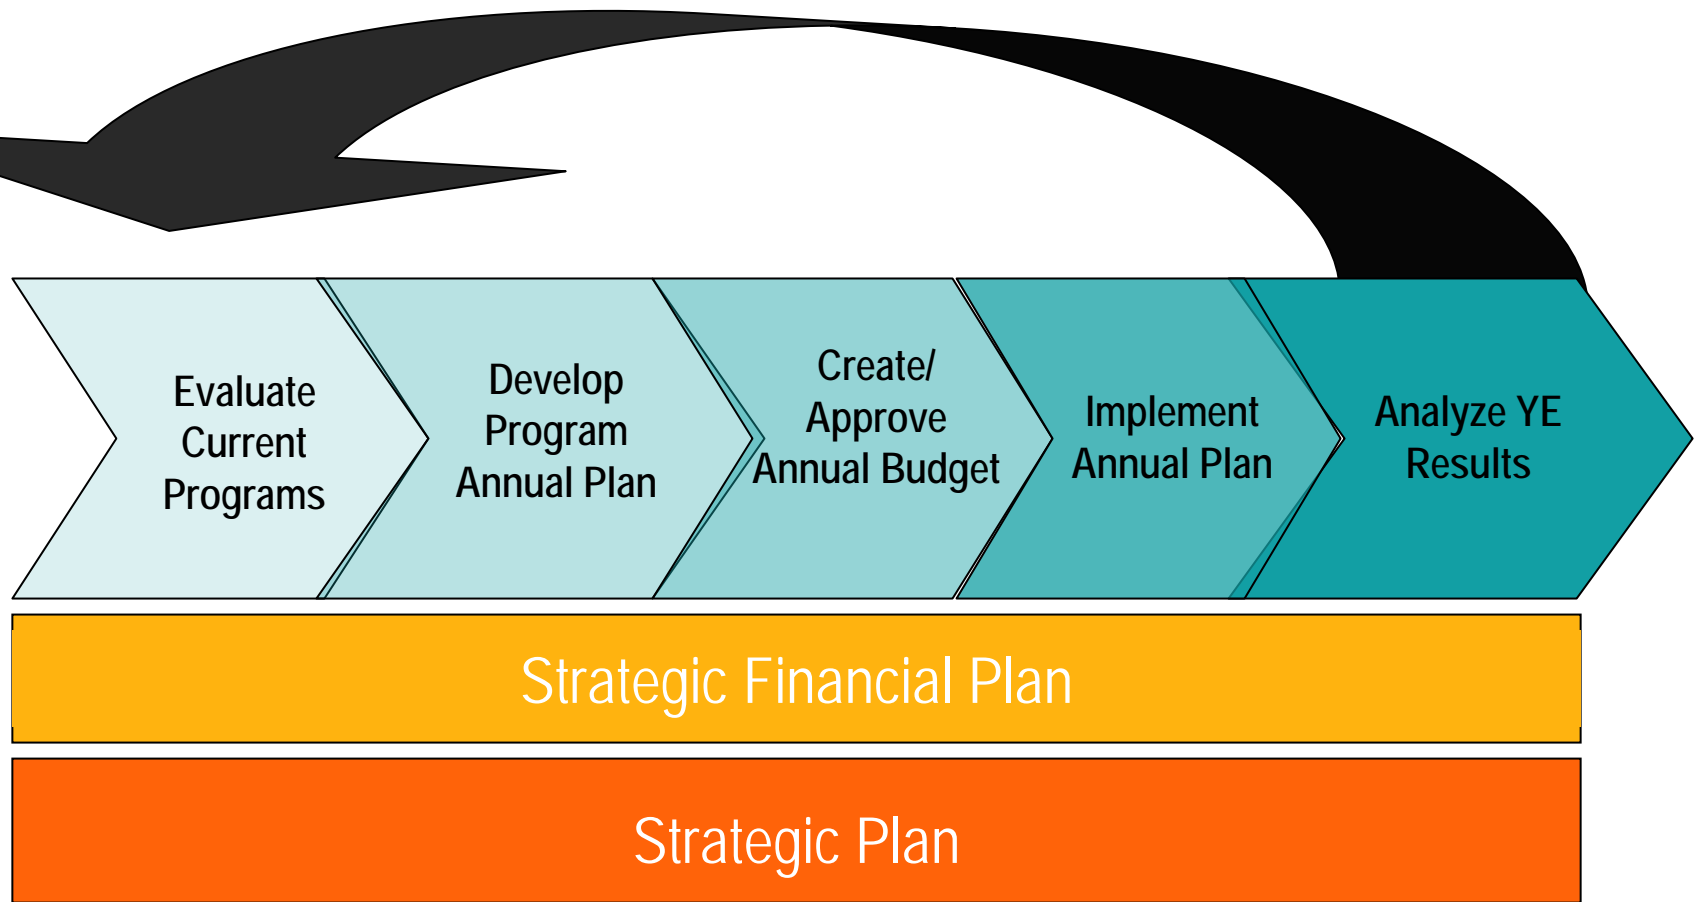 Evaluate
Current
Programs
Develop
Program
Annual Plan
Create/
Approve
Annual Budget
Implement
Annual Plan
Analyze YE
Results
Strategic Financial Plan
Strategic Plan